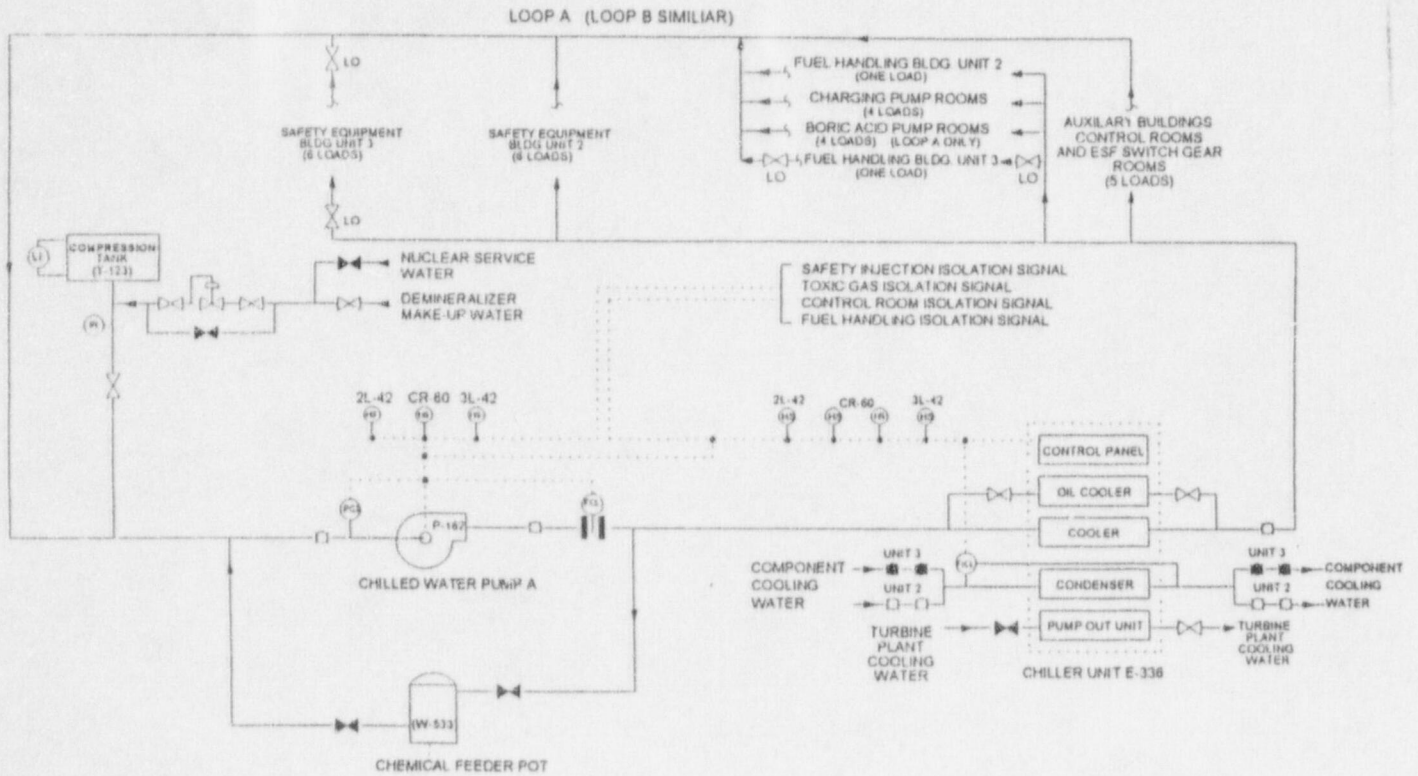 LOOP A (LOOP B SIMILIAR)
LO
SAFETY EQUIPMENT
BLDG UNIT 3
(6 LOADS)
LO
SAFETY EQUIPMENT
BLDG UNIT 2
(6 LOADS)
FUEL HANDLING BLDG. UNIT 2
(ONE LOAD)
CHARGING PUMP ROOMS
(4 LOADS)
BORIC ACID PUMP ROOMS
(4 LOADS) (LOOP A ONLY)
FUEL HANDLING BLDG. UNIT 3
(ONE LOAD)
LO
LO
AUXILARY BUILDINGS
CONTROL ROOMS
AND ESF SWITCH GEAR
ROOMS
(5 LOADS)
COMPRESSION
TANK
(T-123)
LI
PI
NUCLEAR SERVICE
WATER
DEMINERALIZER
MAKE-UP WATER
SAFETY INJECTION ISOLATION SIGNAL
TOXIC GAS ISOLATION SIGNAL
CONTROL ROOM ISOLATION SIGNAL
FUEL HANDLING ISOLATION SIGNAL
2L-42
CR-60
3L-42
2L-42
CR-60
3L-42
HS
HS
HS
CONTROL PANEL
OIL COOLER
COOLER
CONDENSER
PUMP OUT UNIT
P-162
CHILLED WATER PUMP A
COMPONENT
COOLING
WATER
UNIT 3
UNIT 2
UNIT 3
UNIT 2
COMPONENT
COOLING
WATER
TURBINE
PLANT
COOLING
WATER
TURBINE
PLANT
COOLING
WATER
CHILLER UNIT E-336
(W-533)
CHEMICAL FEEDER POT